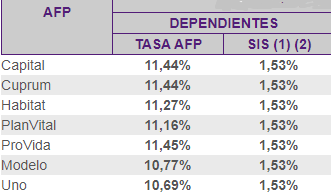 AFP
DEPENDIENTES
TASA AFP SIS (1) (2)
Capital 11,44% 1,53%
Cuprum 11,44% 1,53%
Habitat 11,27% 1,53%
PlanVital 11,16% 1,53%
ProVida 11,45% 1,53%
Modelo 10,77% 1,53%
Uno 10,69% 1,53%